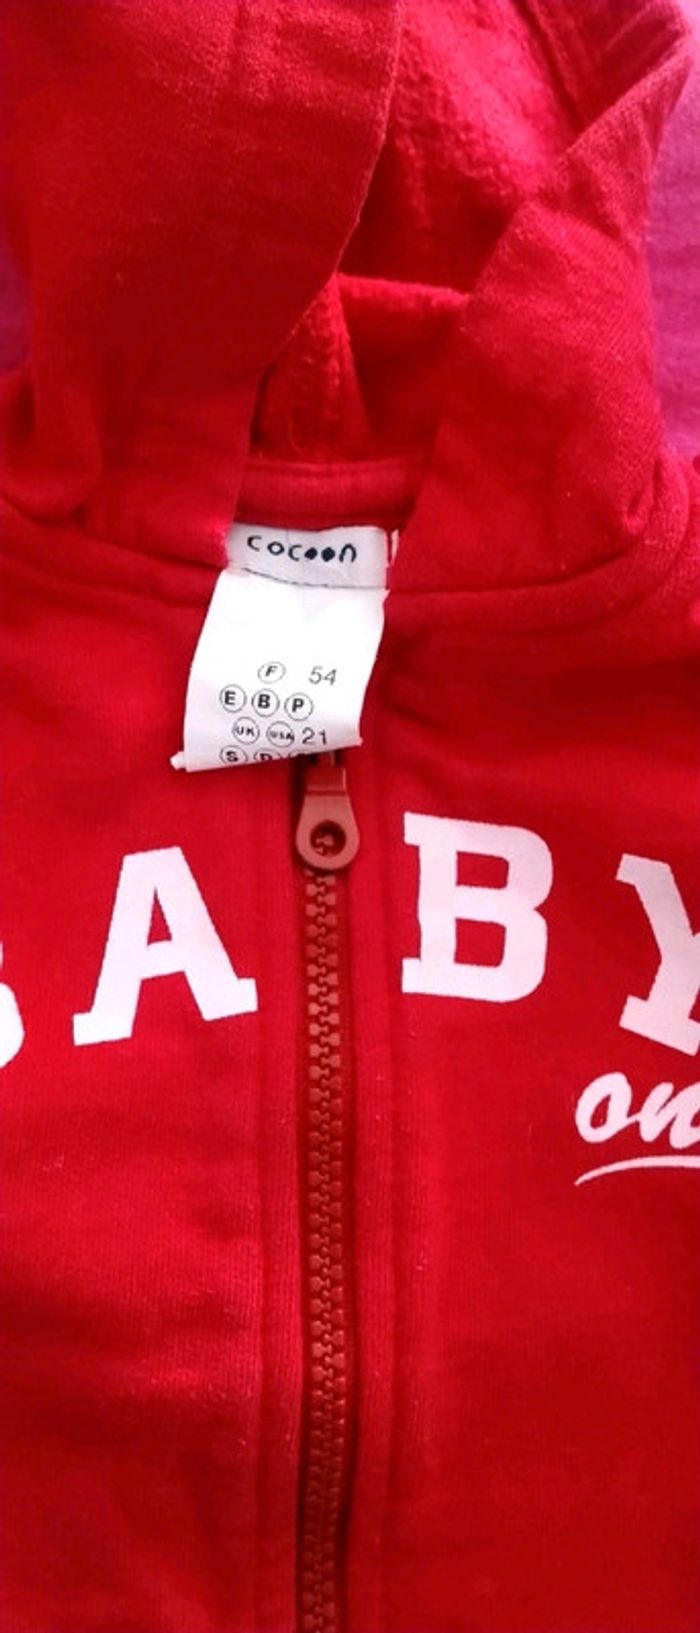 cocoon
F 54
E B P
UK USA 21
S D
BABY
on